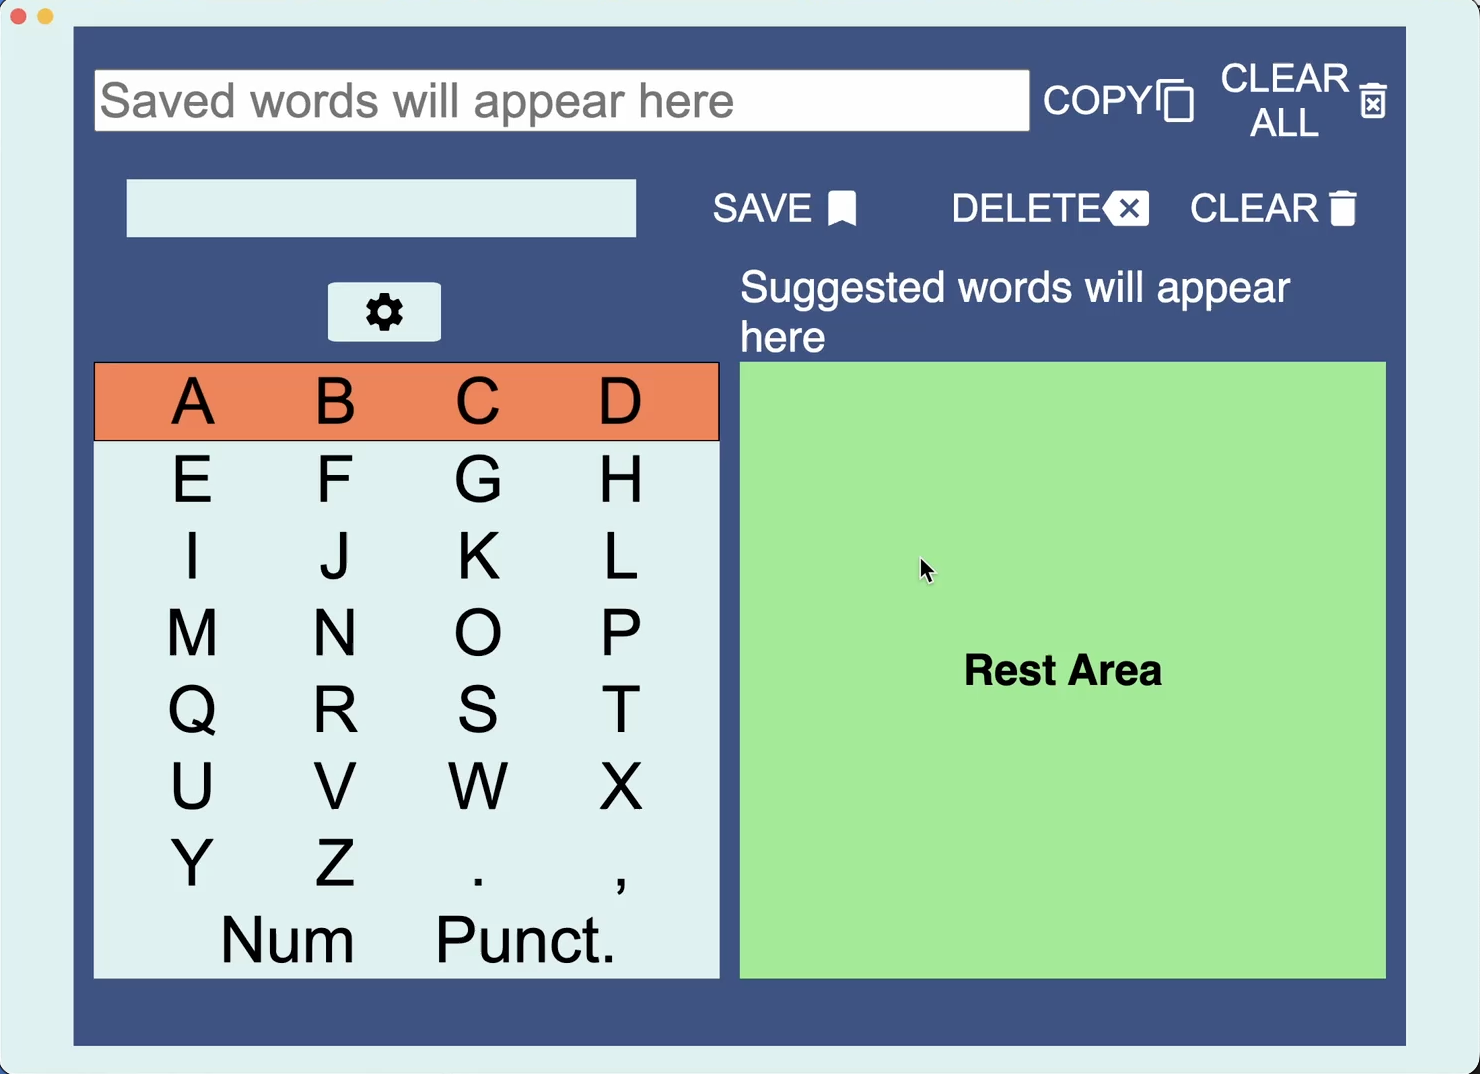 Saved words will appear here
COPY
CLEAR
ALL
SAVE
DELETE
CLEAR
Suggested words will appear
here
A B C D
E F G H
I J K L
M N O P
Q R S T
U V W X
Y Z . ,
Num Punct.
Rest Area